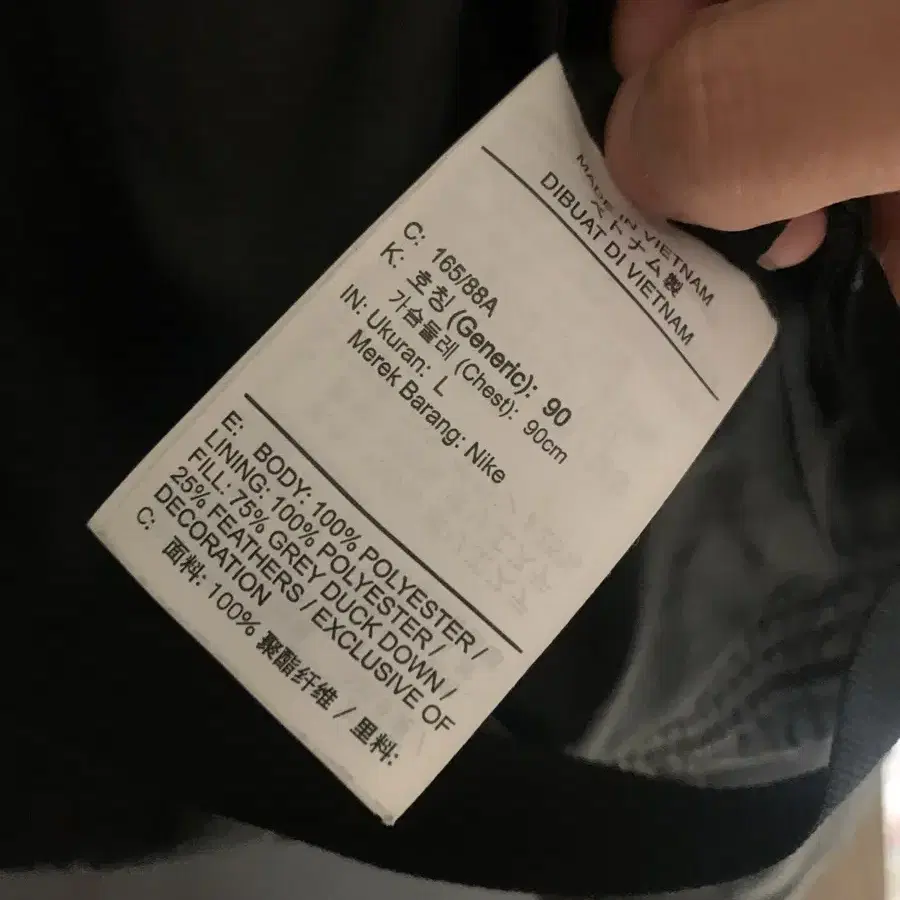 MADE IN VIETNAM
ベトナム製
DIBUAT DI VIETNAM
C: 165/88A
K: 호칭 (Generic): 90
가슴둘레 (Chest): 90cm
IN: Ukuran: L
Merek Barang: Nike
E: BODY: 100% POLYESTER /
LINING: 100% POLYESTER /
FILL: 75% GREY DUCK DOWN /
25% FEATHERS / EXCLUSIVE OF
DECORATION
C: 面料: 100% 聚酯纤维 / 里料: